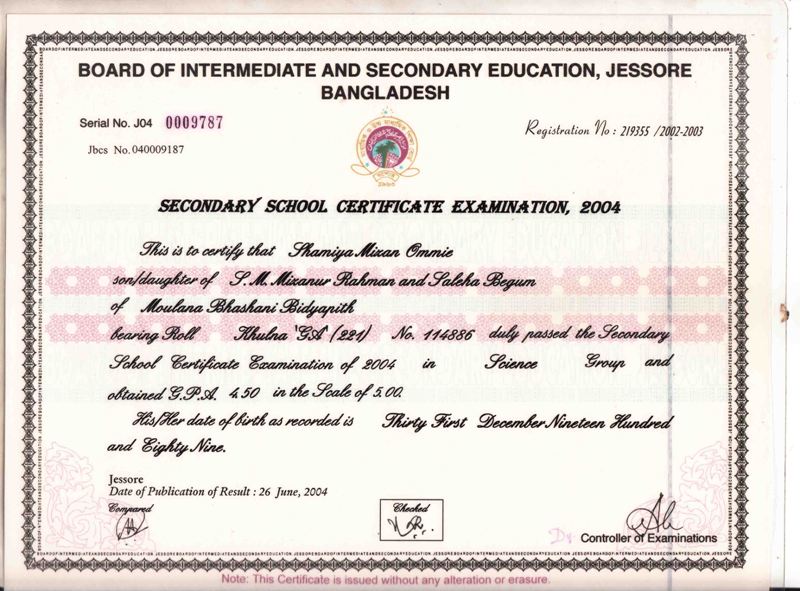 BOARD OF INTERMEDIATE AND SECONDARY EDUCATION, JESSORE
BANGLADESH
Serial No. J04 0009787
Registration No : 219355 /2002-2003
Jbcs No. 040009187
SECONDARY SCHOOL CERTIFICATE EXAMINATION, 2004
This is to certify that Shamiya Mizan Ommie
son/daughter of S.M. Mizanur Rahman and Saleha Begum
of Moulana Bhashani Bidyapith
bearing Roll Khulna 'GA' (221) No. 114886 duly passed the Secondary
School Certificate Examination of 2004 in Science Group and
obtained G.P.A. 4.50 in the Scale of 5.00.
His/Her date of birth as recorded is Thirty First December Nineteen Hundred
and Eighty Nine.
Jessore
Date of Publication of Result : 26 June, 2004
Compared
Checked
Controller of Examinations
Note: This Certificate is issued without any alteration or erasure.